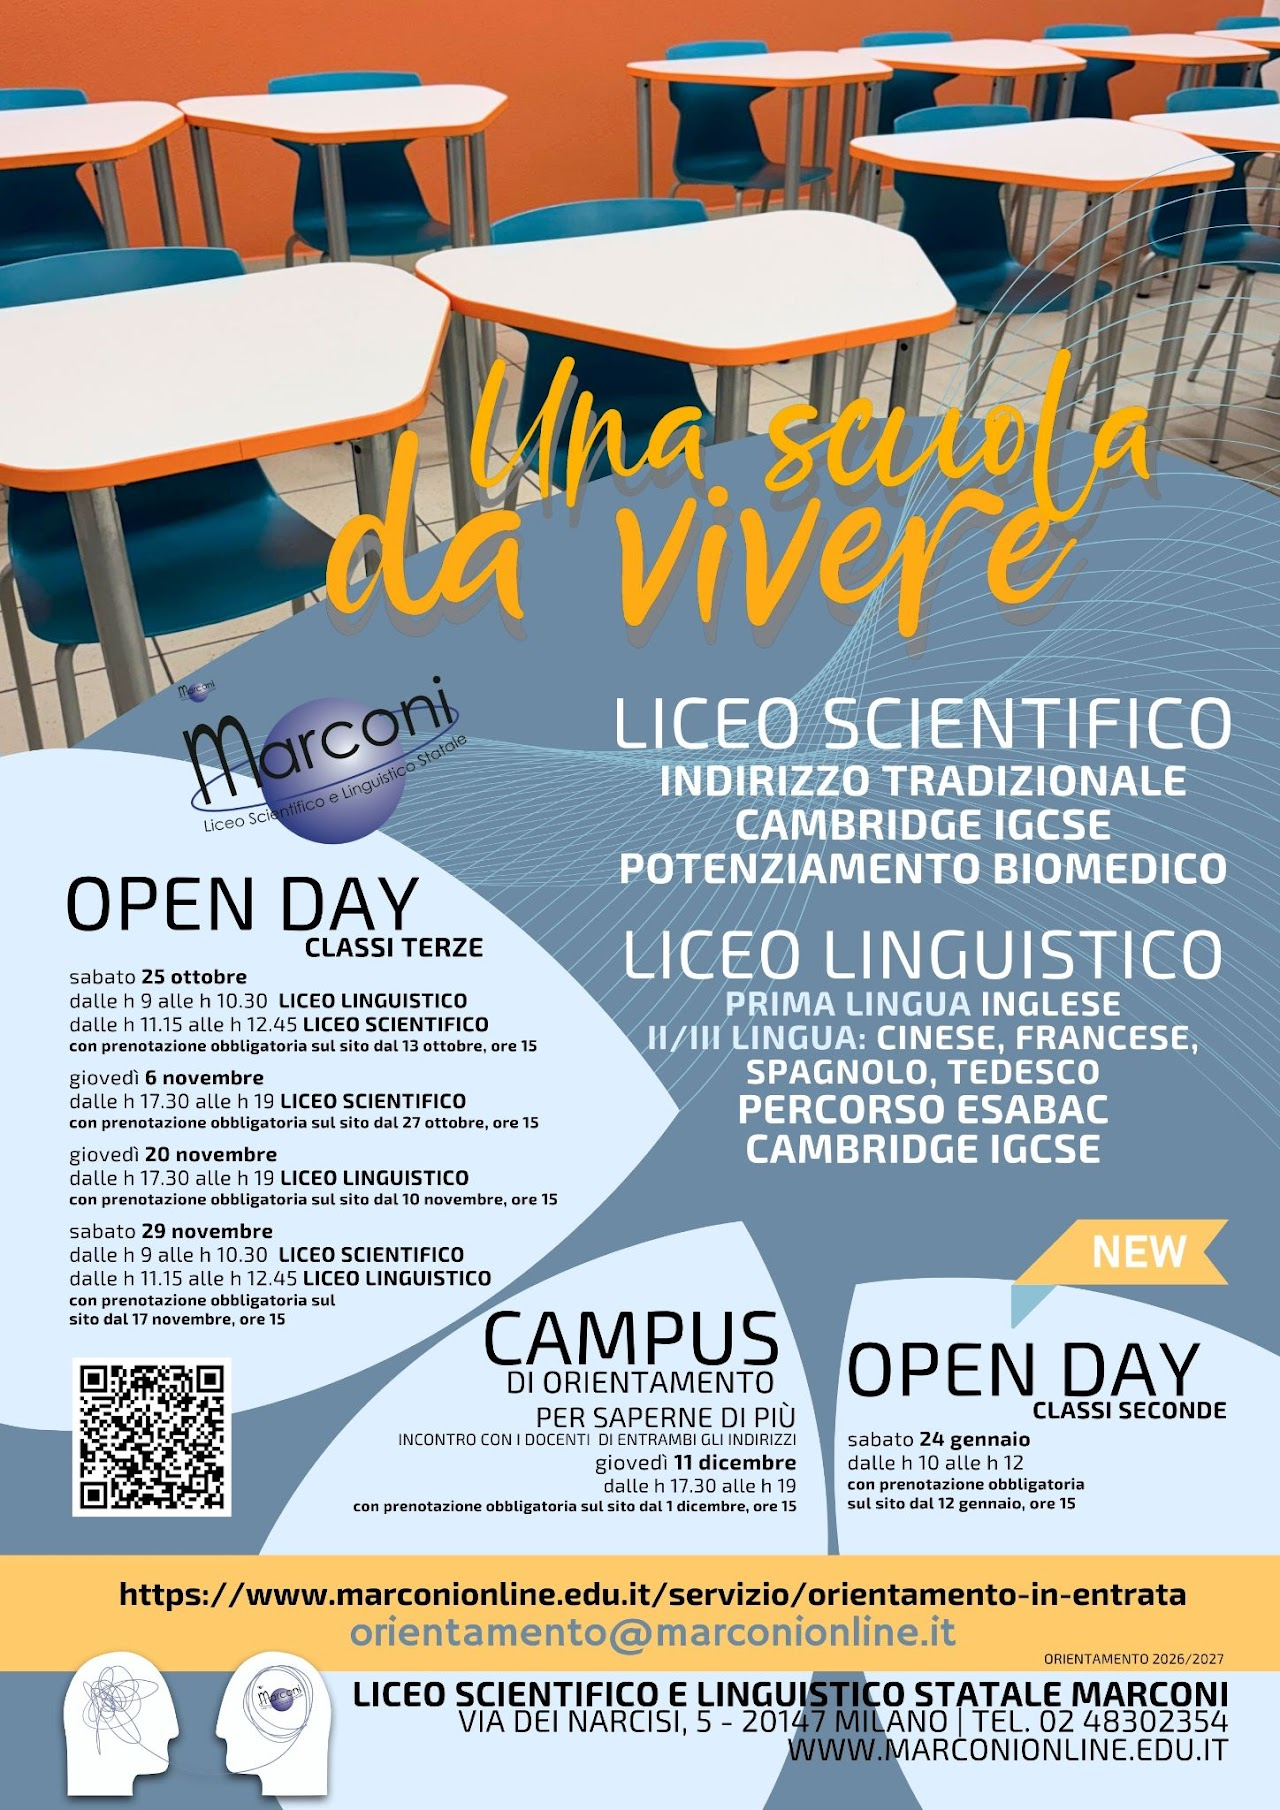 Una scuola
da vivere
Marconi
Marconi
Liceo Scientifico e Linguistico Statale
LICEO SCIENTIFICO
INDIRIZZO TRADIZIONALE
CAMBRIDGE IGCSE
POTENZIAMENTO BIOMEDICO
LICEO LINGUISTICO
PRIMA LINGUA INGLESE
II/III LINGUA: CINESE, FRANCESE,
SPAGNOLO, TEDESCO
PERCORSO ESABAC
CAMBRIDGE IGCSE
OPEN DAY
CLASSI TERZE
sabato 25 ottobre
dalle h 9 alle h 10.30 LICEO LINGUISTICO
dalle h 11.15 alle h 12.45 LICEO SCIENTIFICO
con prenotazione obbligatoria sul sito dal 13 ottobre, ore 15
giovedì 6 novembre
dalle h 17.30 alle h 19 LICEO SCIENTIFICO
con prenotazione obbligatoria sul sito dal 27 ottobre, ore 15
giovedì 20 novembre
dalle h 17.30 alle h 19 LICEO LINGUISTICO
con prenotazione obbligatoria sul sito dal 10 novembre, ore 15
sabato 29 novembre
dalle h 9 alle h 10.30 LICEO SCIENTIFICO
dalle h 11.15 alle h 12.45 LICEO LINGUISTICO
con prenotazione obbligatoria sul
sito dal 17 novembre, ore 15
CAMPUS
DI ORIENTAMENTO
PER SAPERNE DI PIÙ
INCONTRO CON I DOCENTI DI ENTRAMBI GLI INDIRIZZI
giovedì 11 dicembre
dalle h 17.30 alle h 19
con prenotazione obbligatoria sul sito dal 1 dicembre, ore 15
NEW
OPEN DAY
CLASSI SECONDE
sabato 24 gennaio
dalle h 10 alle h 12
con prenotazione obbligatoria
sul sito dal 12 gennaio, ore 15
https://www.marconionline.edu.it/servizio/orientamento-in-entrata
orientamento@marconionline.it
ORIENTAMENTO 2026/2027
Marconi
LICEO SCIENTIFICO E LINGUISTICO STATALE MARCONI
VIA DEI NARCISI, 5 - 20147 MILANO | TEL. 02 48302354
WWW.MARCONIONLINE.EDU.IT